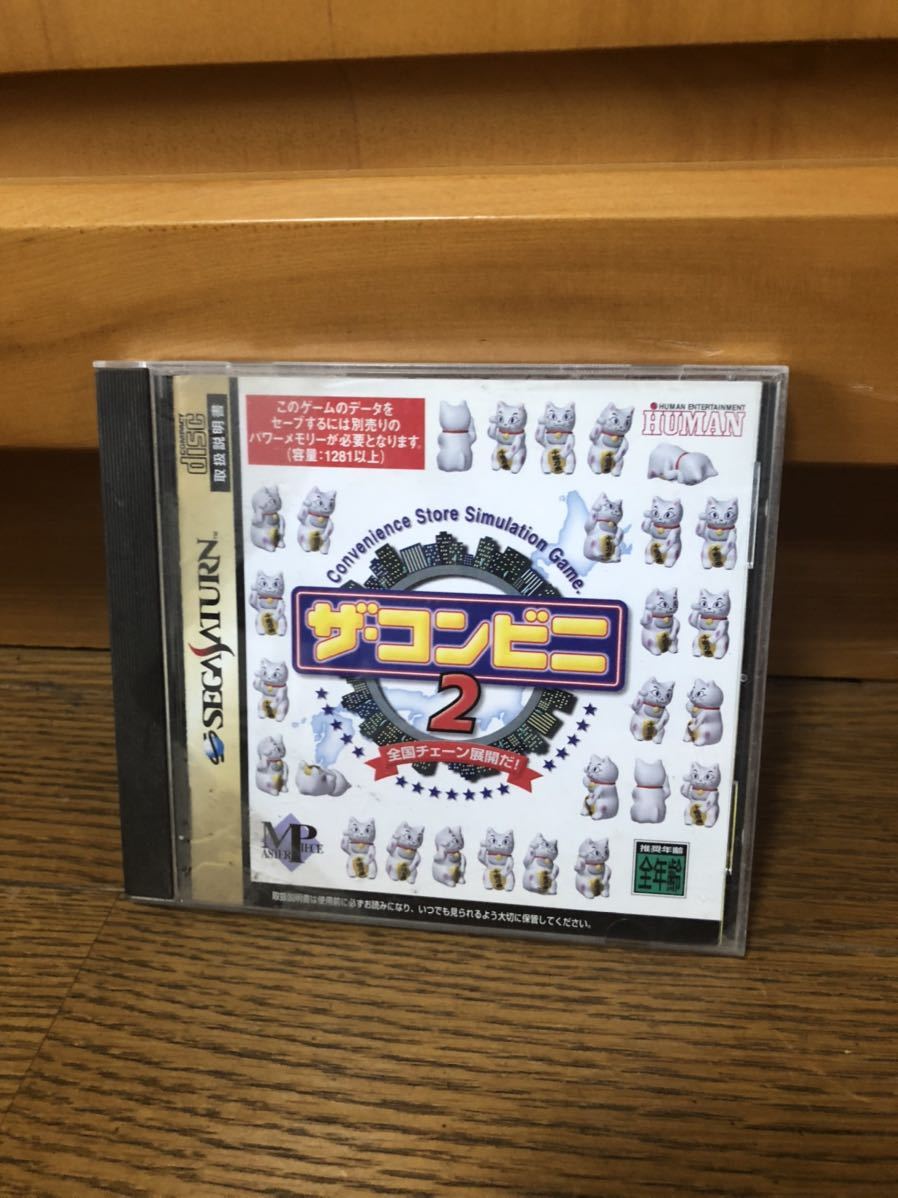 このゲームのデータを
セーブするには別売りの
パワーメモリーが必要となります。
(容量:1281以上)
HUMAN ENTERTAINMENT
HUMAN
COMPACT
disc
取扱説明書
SEGA SATURN™
Convenience Store Simulation Game.
ザ・コンビニ
2
全国チェーン展開だ!
MASTER PIECE
推奨年齢
全年齢
取扱説明書は使用前に必ずお読みになり、いつでも見られるよう大切に保管してください。